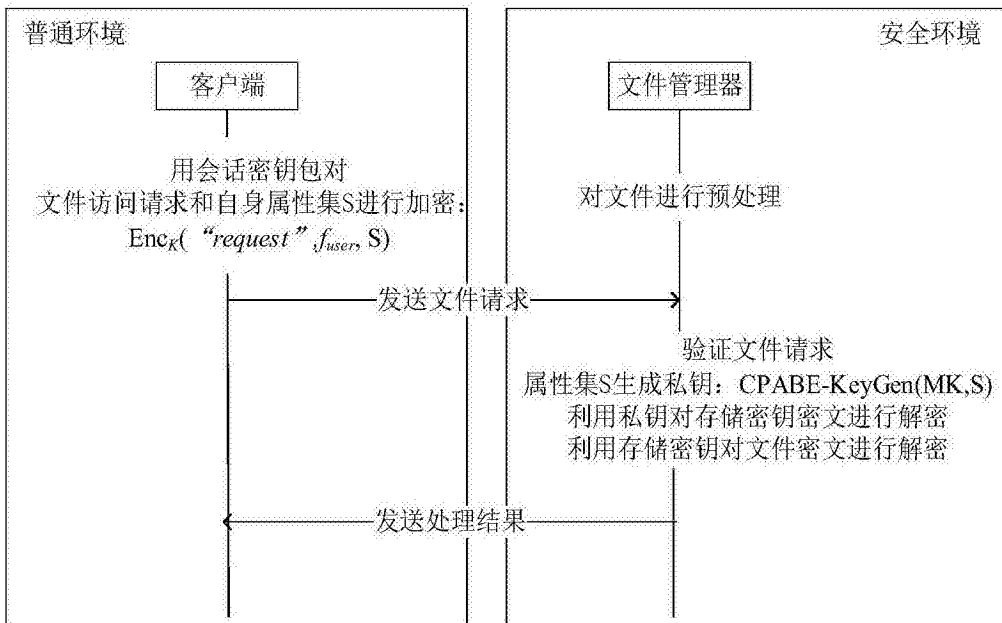 普通环境
安全环境
客户端
文件管理器
用会话密钥包对
文件访问请求和自身属性集S进行加密：
Enc_K( “request”,f_user, S)
对文件进行预处理
发送文件请求
验证文件请求
属性集S生成私钥：CPABE-KeyGen(MK,S)
利用私钥对存储密钥密文进行解密
利用存储密钥对文件密文进行解密
发送处理结果